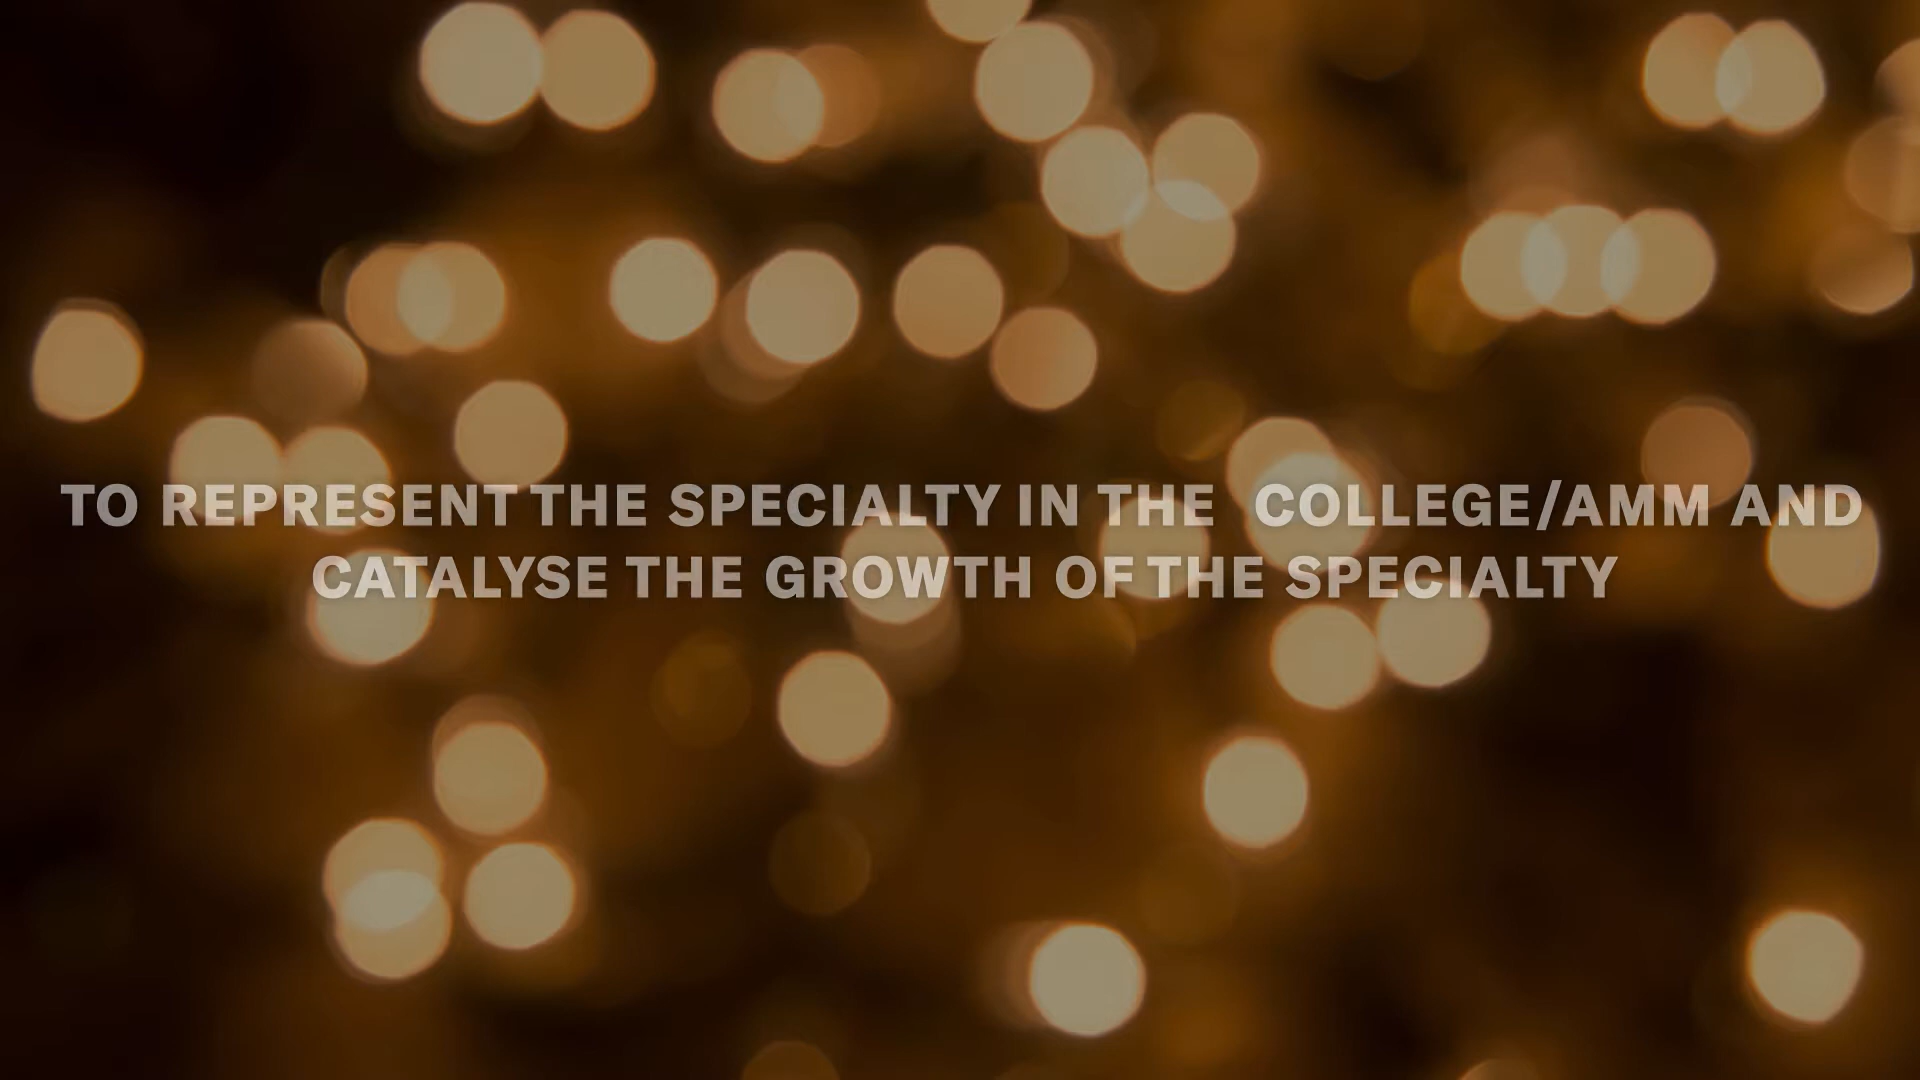 TO REPRESENT THE SPECIALTY IN THE  COLLEGE/AMM AND
CATALYSE THE GROWTH OF THE SPECIALTY